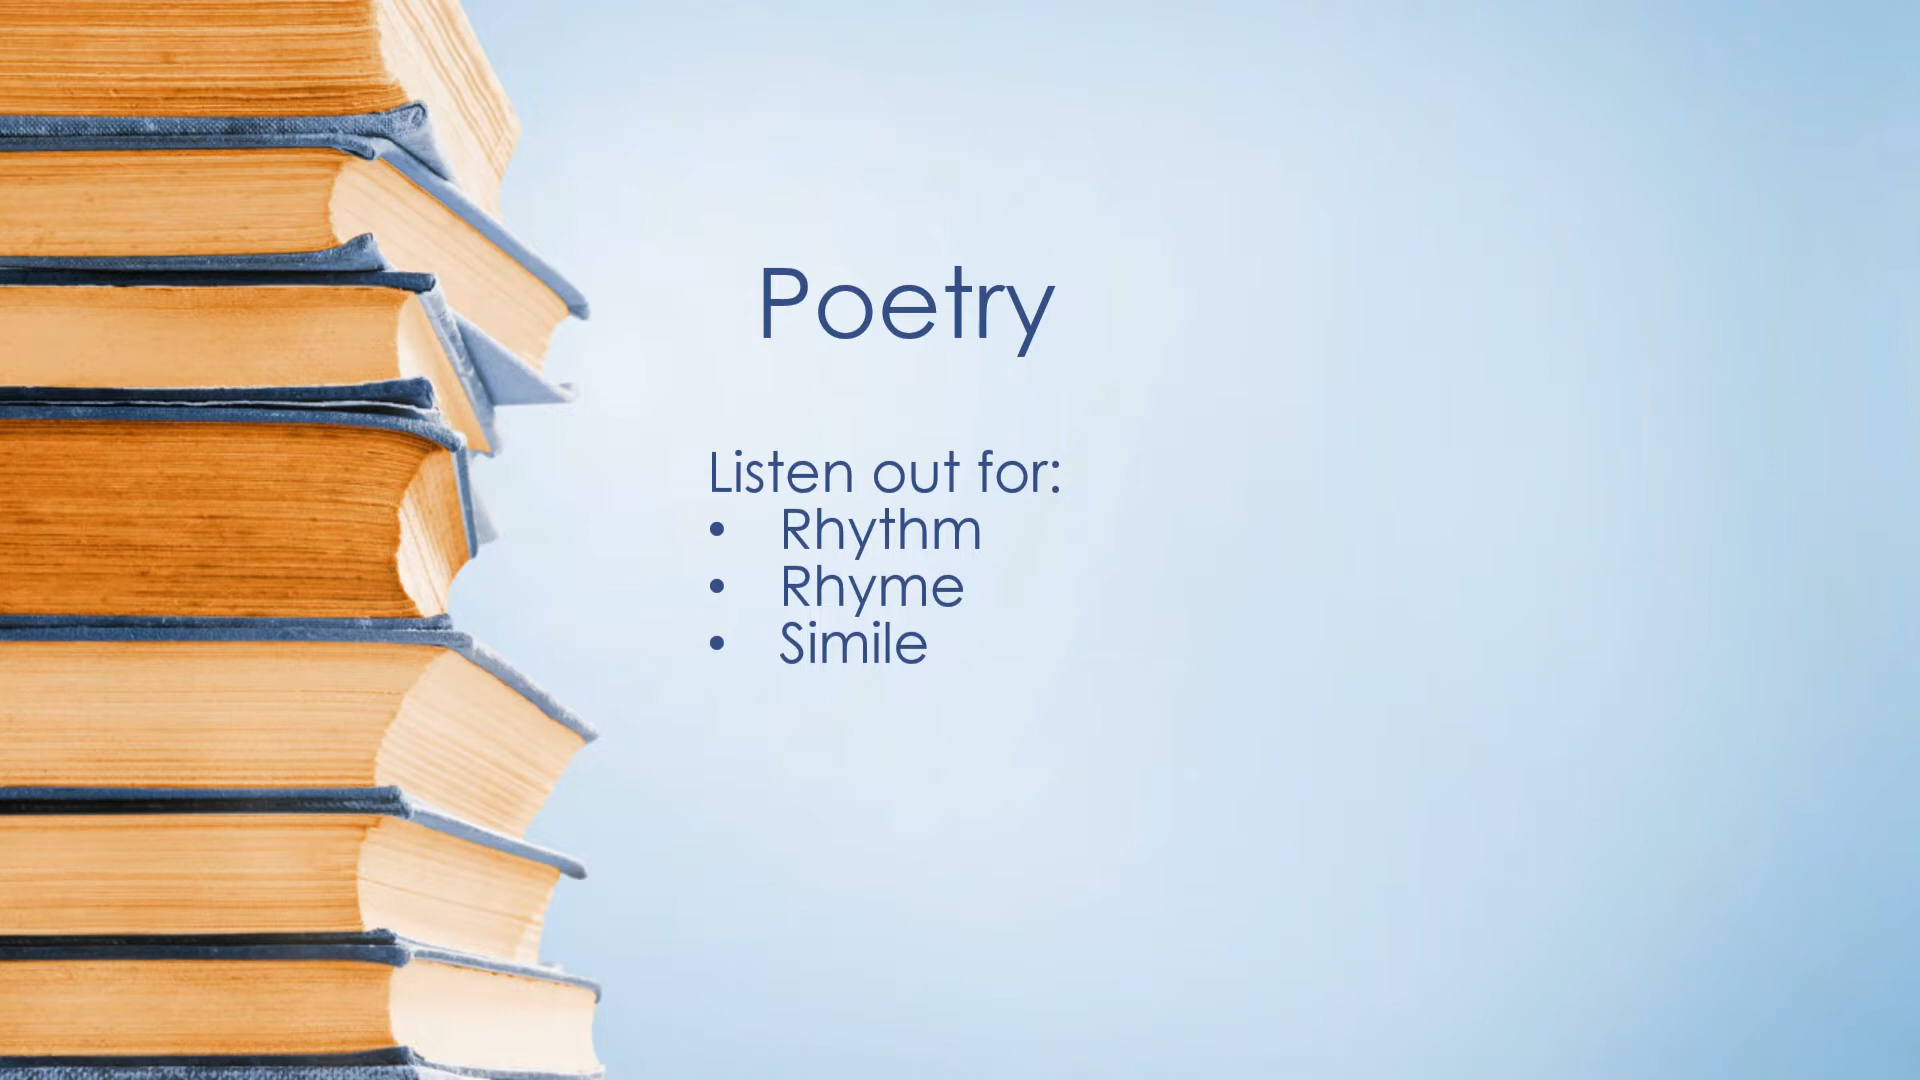 Poetry
Listen out for:
• Rhythm
• Rhyme
• Simile